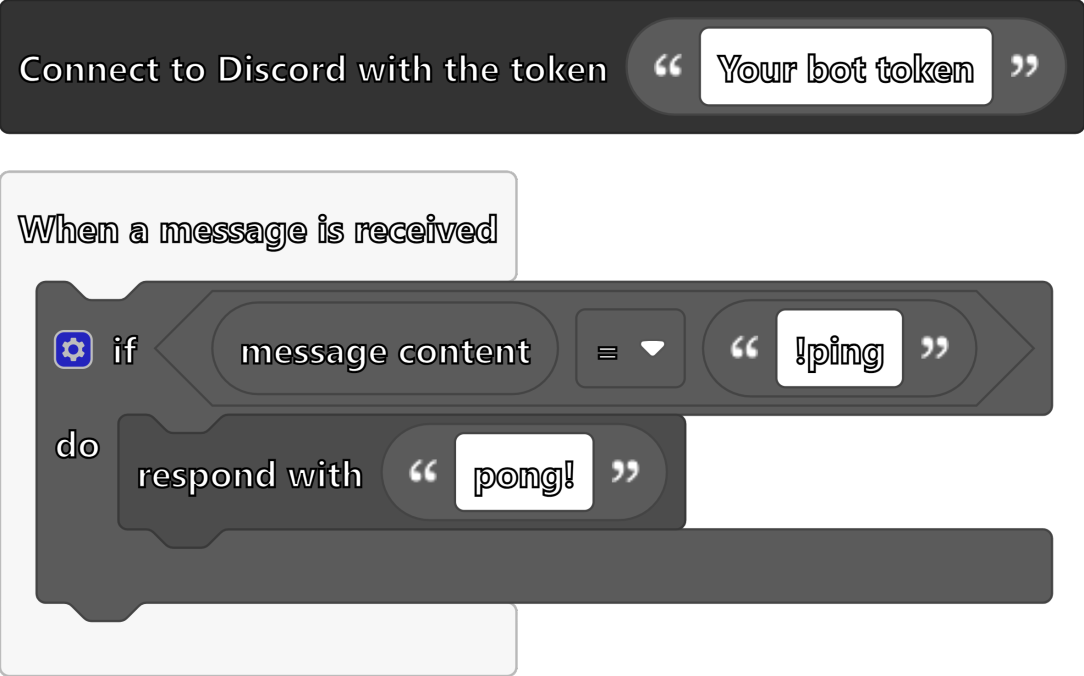 Connect to Discord with the token “ Your bot token ”
When a message is received
if message content = “ !ping ”
do
respond with “ pong! ”